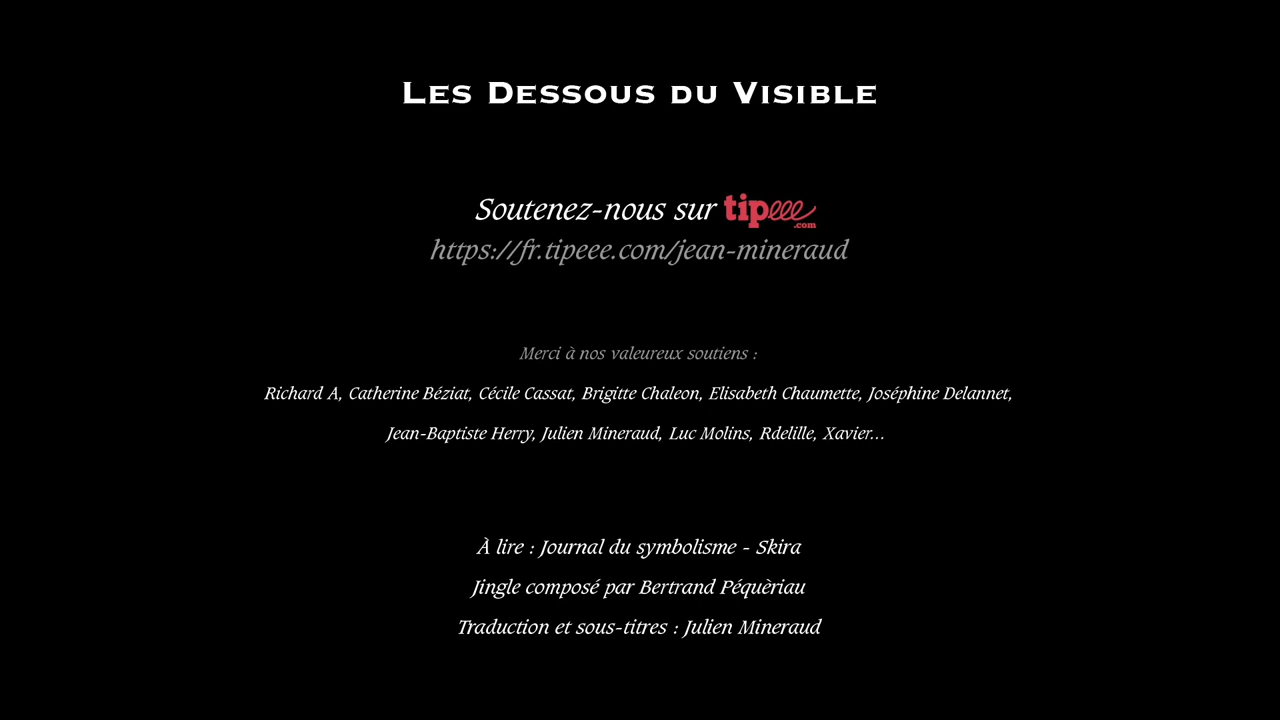 Les Dessous du Visible
Soutenez-nous sur tipeee.com
https://fr.tipeee.com/jean-mineraud
Merci à nos valeureux soutiens :
Richard A, Catherine Béziat, Cécile Cassat, Brigitte Chaleon, Elisabeth Chaumette, Joséphine Delannet,
Jean-Baptiste Herry, Julien Mineraud, Luc Molins, Rdelille, Xavier...
À lire : Journal du symbolisme - Skira
Jingle composé par Bertrand Péquèriau
Traduction et sous-titres : Julien Mineraud